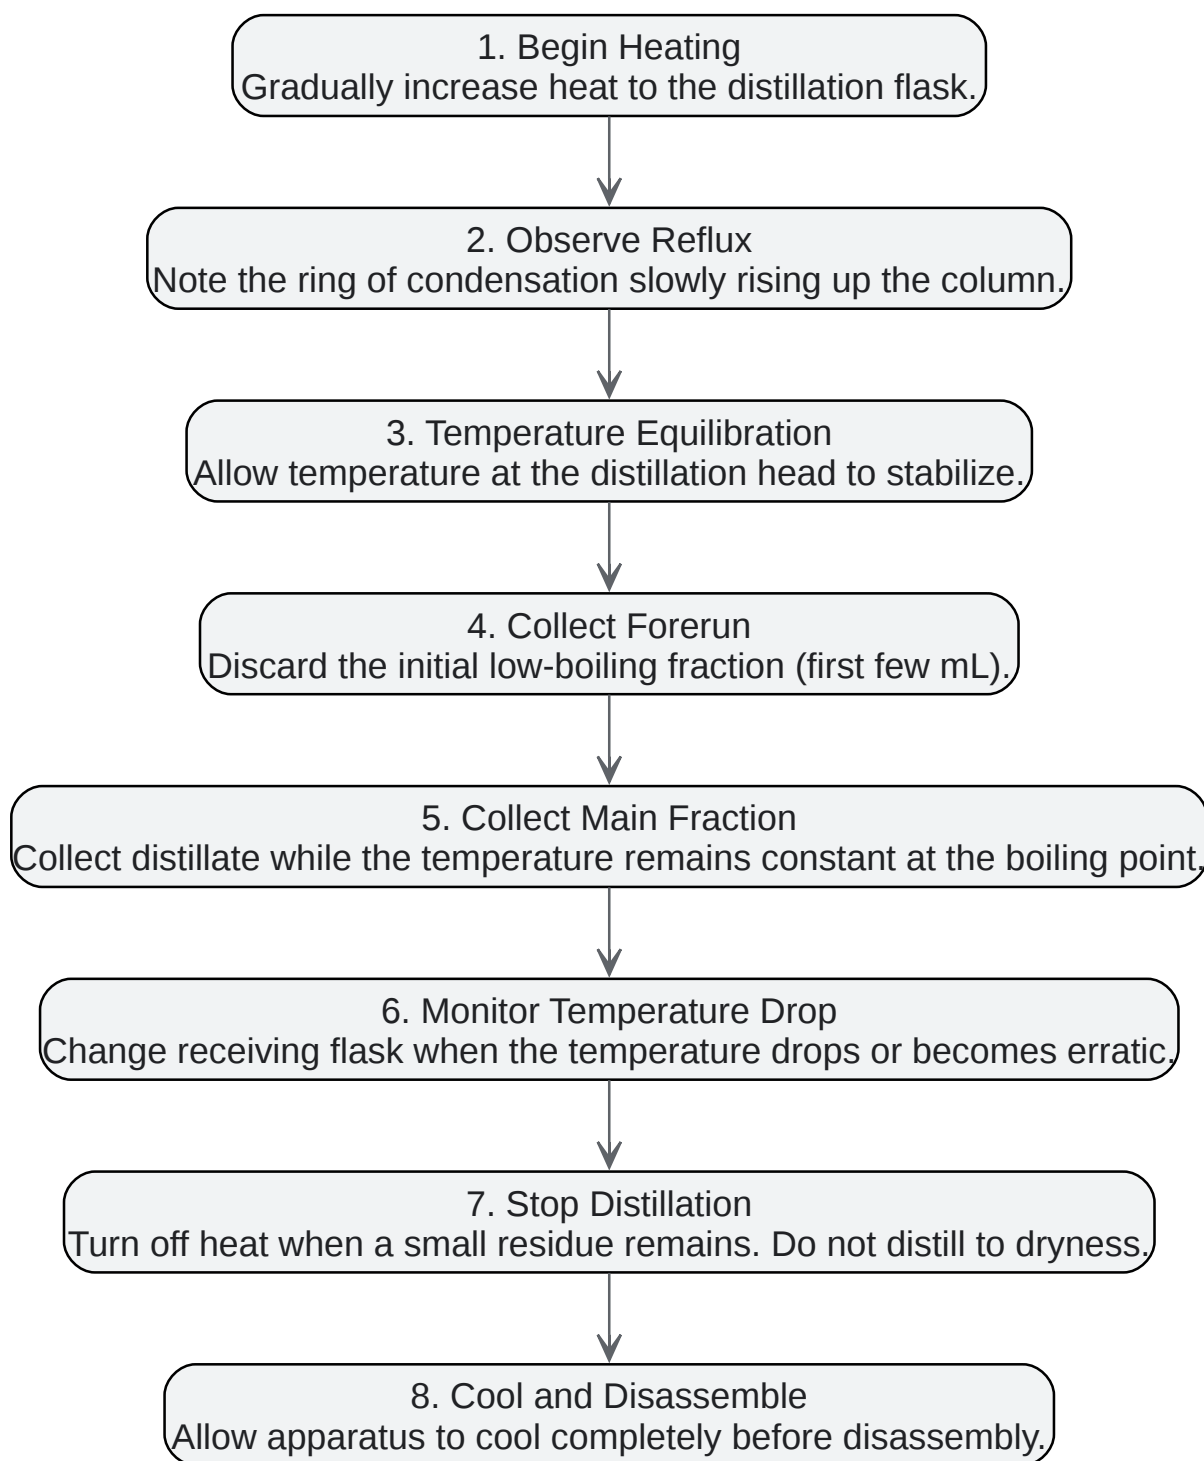 1. Begin Heating
Gradually increase heat to the distillation flask.
2. Observe Reflux
Note the ring of condensation slowly rising up the column.
3. Temperature Equilibration
Allow temperature at the distillation head to stabilize.
4. Collect Forerun
Discard the initial low-boiling fraction (first few mL).
5. Collect Main Fraction
Collect distillate while the temperature remains constant at the boiling point.
6. Monitor Temperature Drop
Change receiving flask when the temperature drops or becomes erratic.
7. Stop Distillation
Turn off heat when a small residue remains. Do not distill to dryness.
8. Cool and Disassemble
Allow apparatus to cool completely before disassembly.